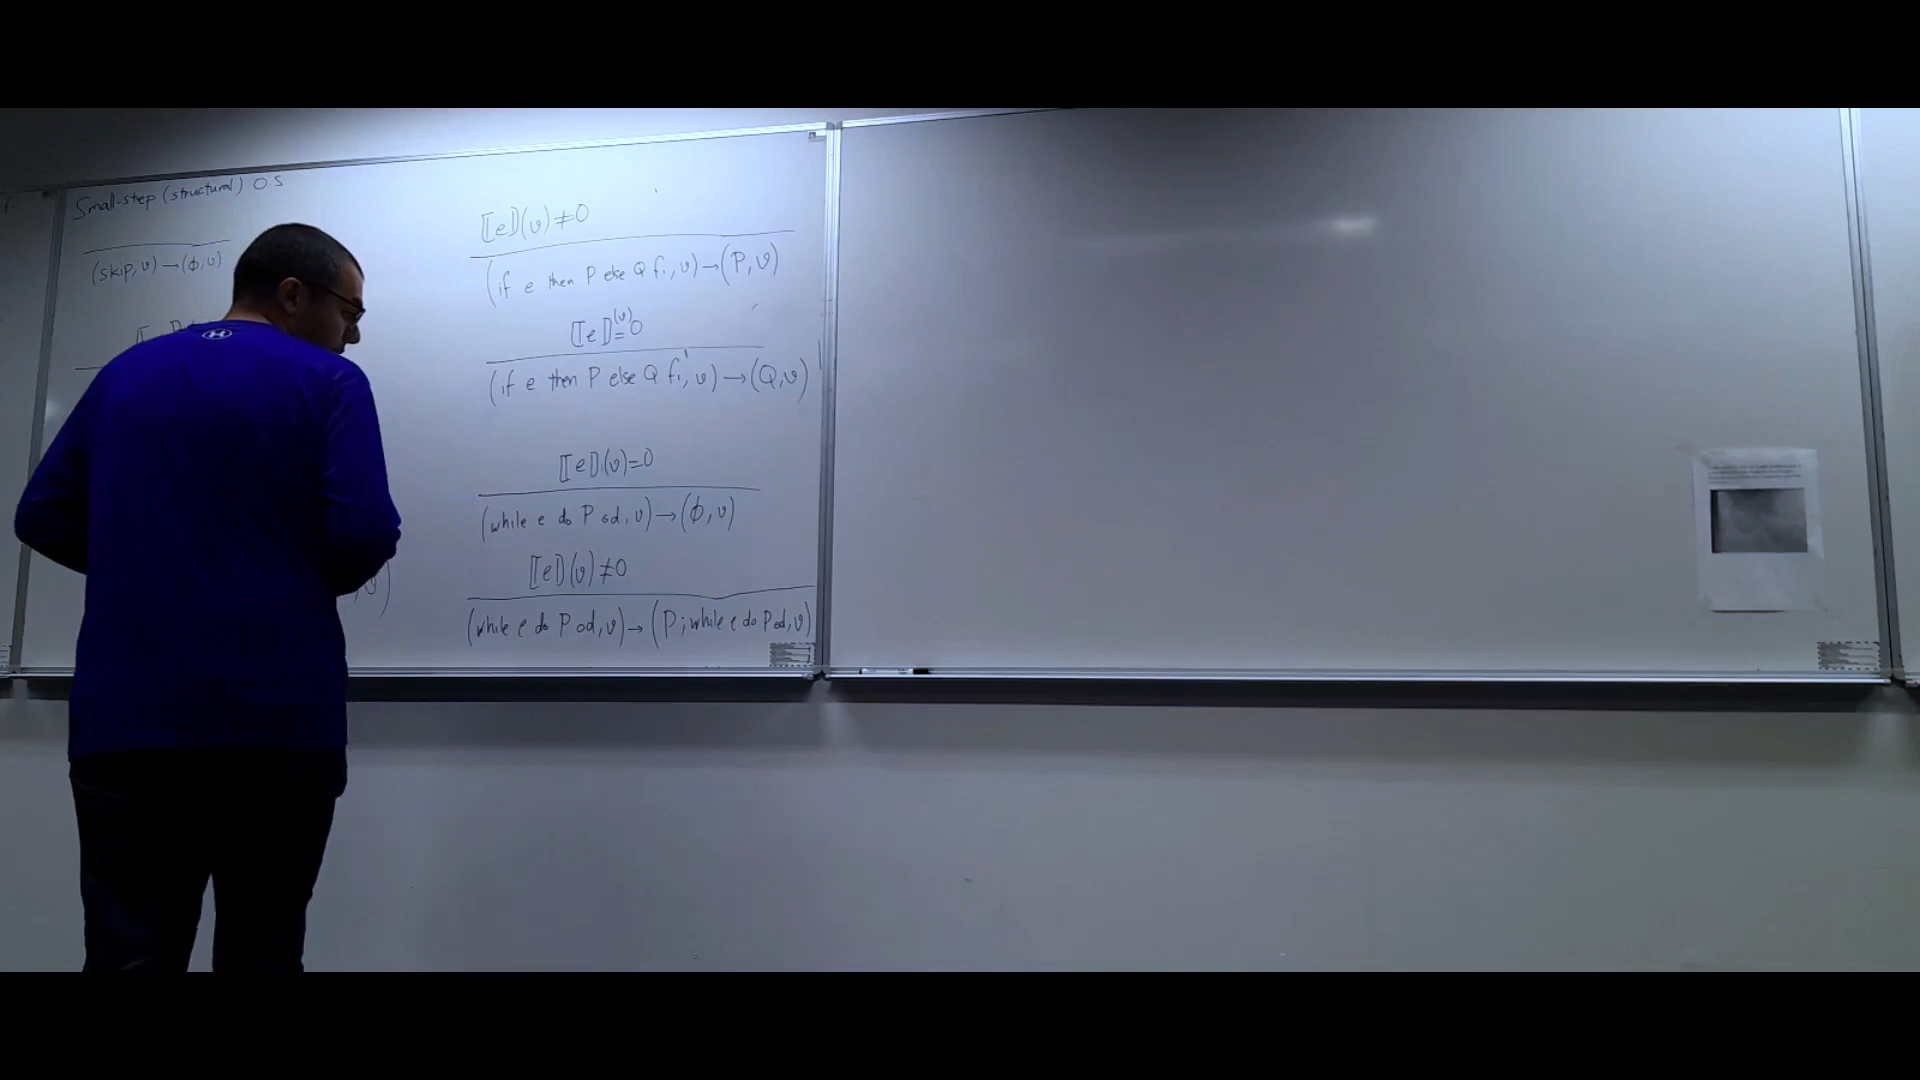 Small-step (structural) O.S
(skip, v) → (∅, v)
⟦e⟧(v) ≠ 0
(if e then P else Q fi, v) → (P, v)
⟦e⟧(v) = 0
(if e then P else Q fi, v) → (Q, v)
⟦e⟧(v) = 0
(while e do P od, v) → (∅, v)
⟦e⟧(v) ≠ 0
(while e do P od, v) → (P; while e do P od, v)